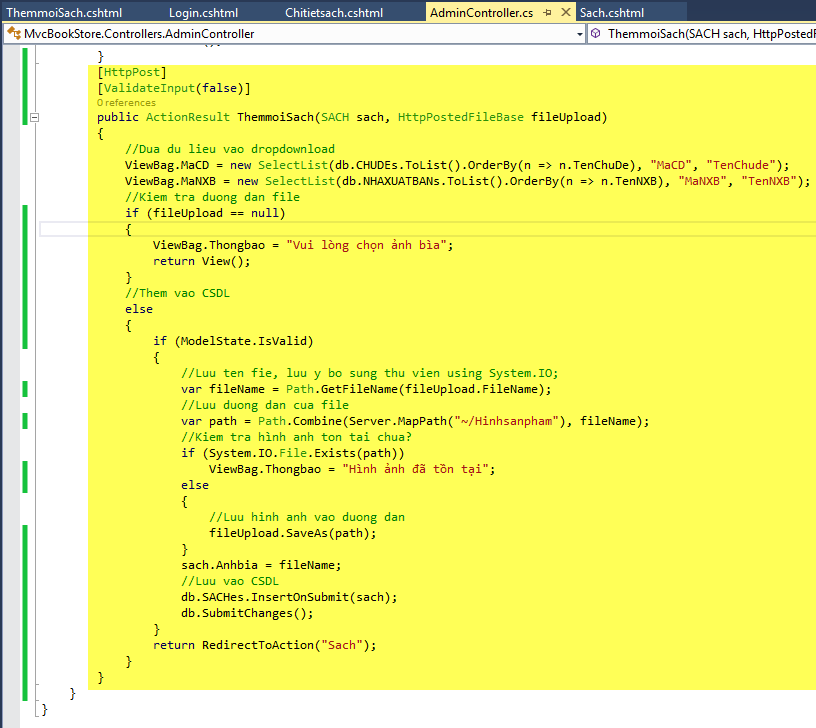 ThemmoiSach.cshtml Login.cshtml Chitietsach.cshtml AdminController.cs Sach.cshtml
MvcBookStore.Controllers.AdminController ThemmoiSach(SACH sach, HttpPostedF
}
[HttpPost]
[ValidateInput(false)]
0 references
public ActionResult ThemmoiSach(SACH sach, HttpPostedFileBase fileUpload)
{
//Dua du lieu vao dropdownload
ViewBag.MaCD = new SelectList(db.CHUDEs.ToList().OrderBy(n => n.TenChuDe), "MaCD", "TenChude");
ViewBag.MaNXB = new SelectList(db.NHAXUATBANs.ToList().OrderBy(n => n.TenNXB), "MaNXB", "TenNXB");
//Kiem tra duong dan file
if (fileUpload == null)
{
ViewBag.Thongbao = "Vui lòng chọn ảnh bìa";
return View();
}
//Them vao CSDL
else
{
if (ModelState.IsValid)
{
//Luu ten fie, luu y bo sung thu vien using System.IO;
var fileName = Path.GetFileName(fileUpload.FileName);
//Luu duong dan cua file
var path = Path.Combine(Server.MapPath("~/Hinhsanpham"), fileName);
//Kiem tra hình anh ton tai chua?
if (System.IO.File.Exists(path))
ViewBag.Thongbao = "Hình ảnh đã tồn tại";
else
{
//Luu hinh anh vao duong dan
fileUpload.SaveAs(path);
}
sach.Anhbia = fileName;
//Luu vao CSDL
db.SACHes.InsertOnSubmit(sach);
db.SubmitChanges();
}
return RedirectToAction("Sach");
}
}
}
}